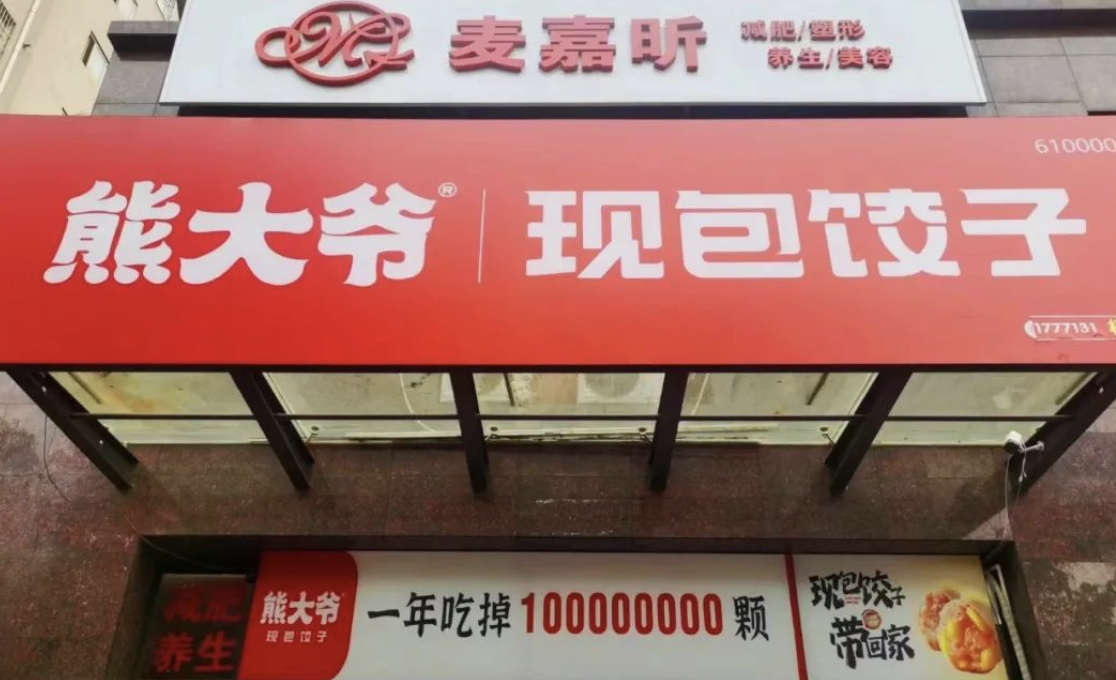 麦嘉昕
减肥/塑形
养生/美容
610000
熊大爷®
现包饺子
1777131
减肥
养生
熊大爷
现包饺子
一年吃掉100000000颗
现包饺子
带回家